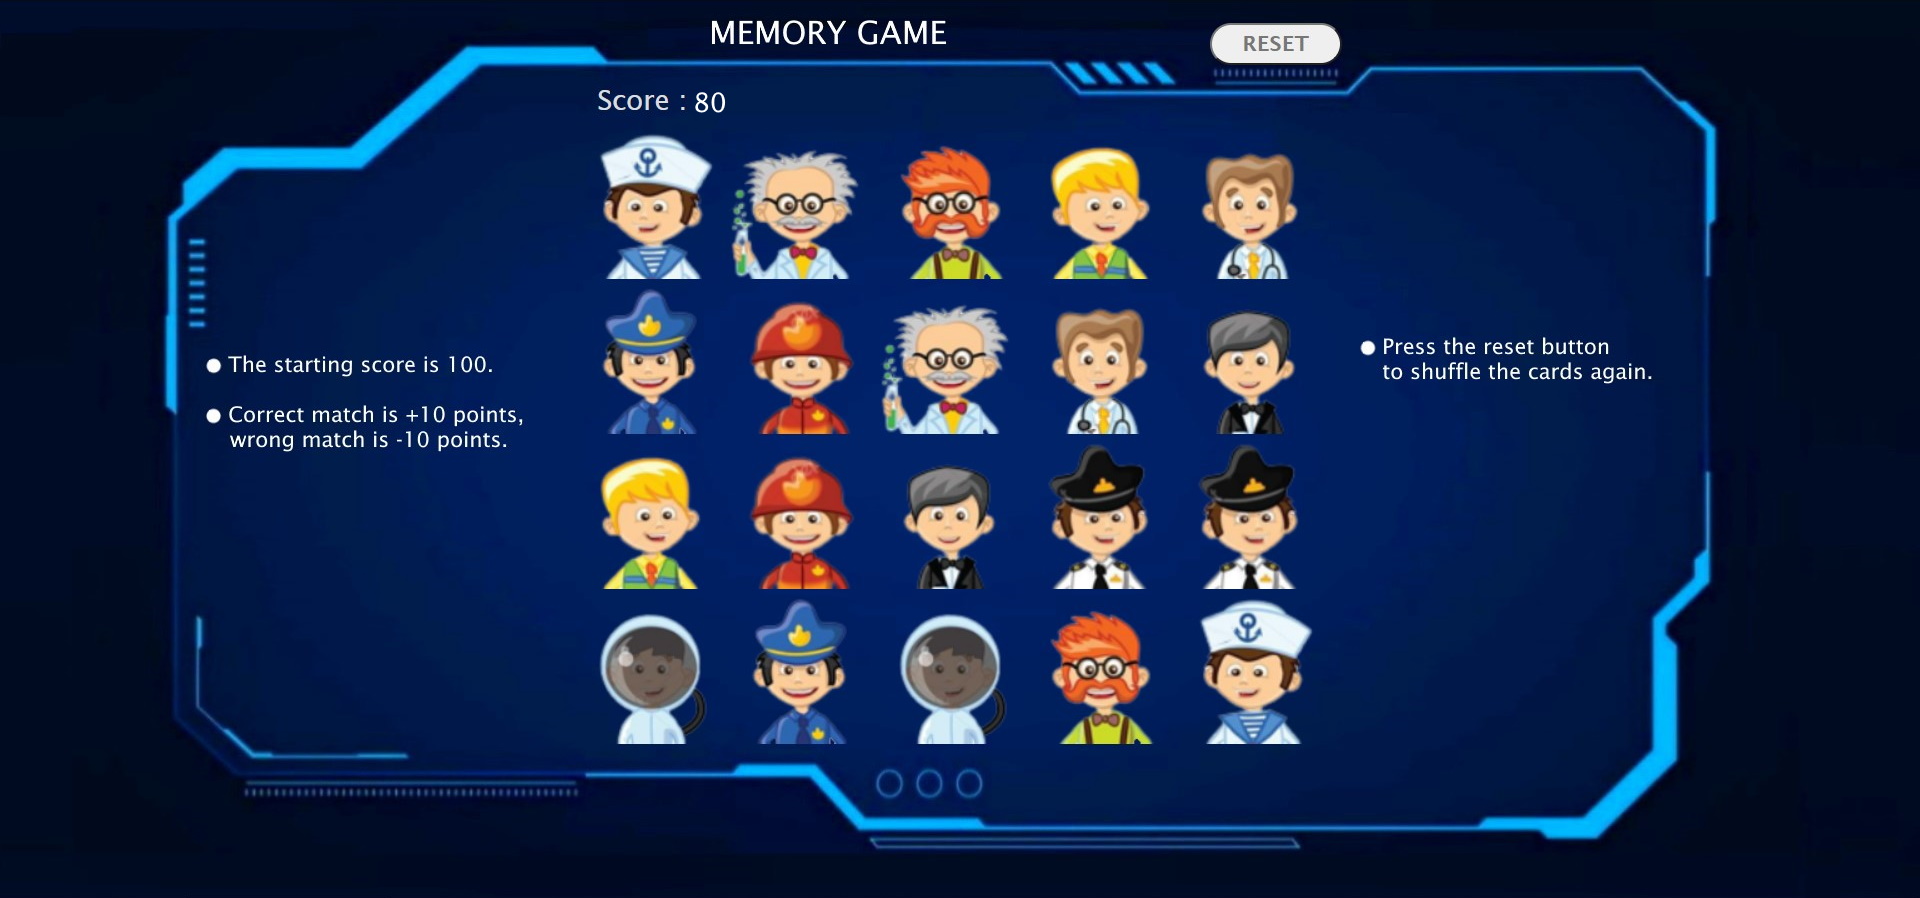 MEMORY GAME
RESET
Score : 80
The starting score is 100.
Correct match is +10 points,
wrong match is -10 points.
Press the reset button
to shuffle the cards again.